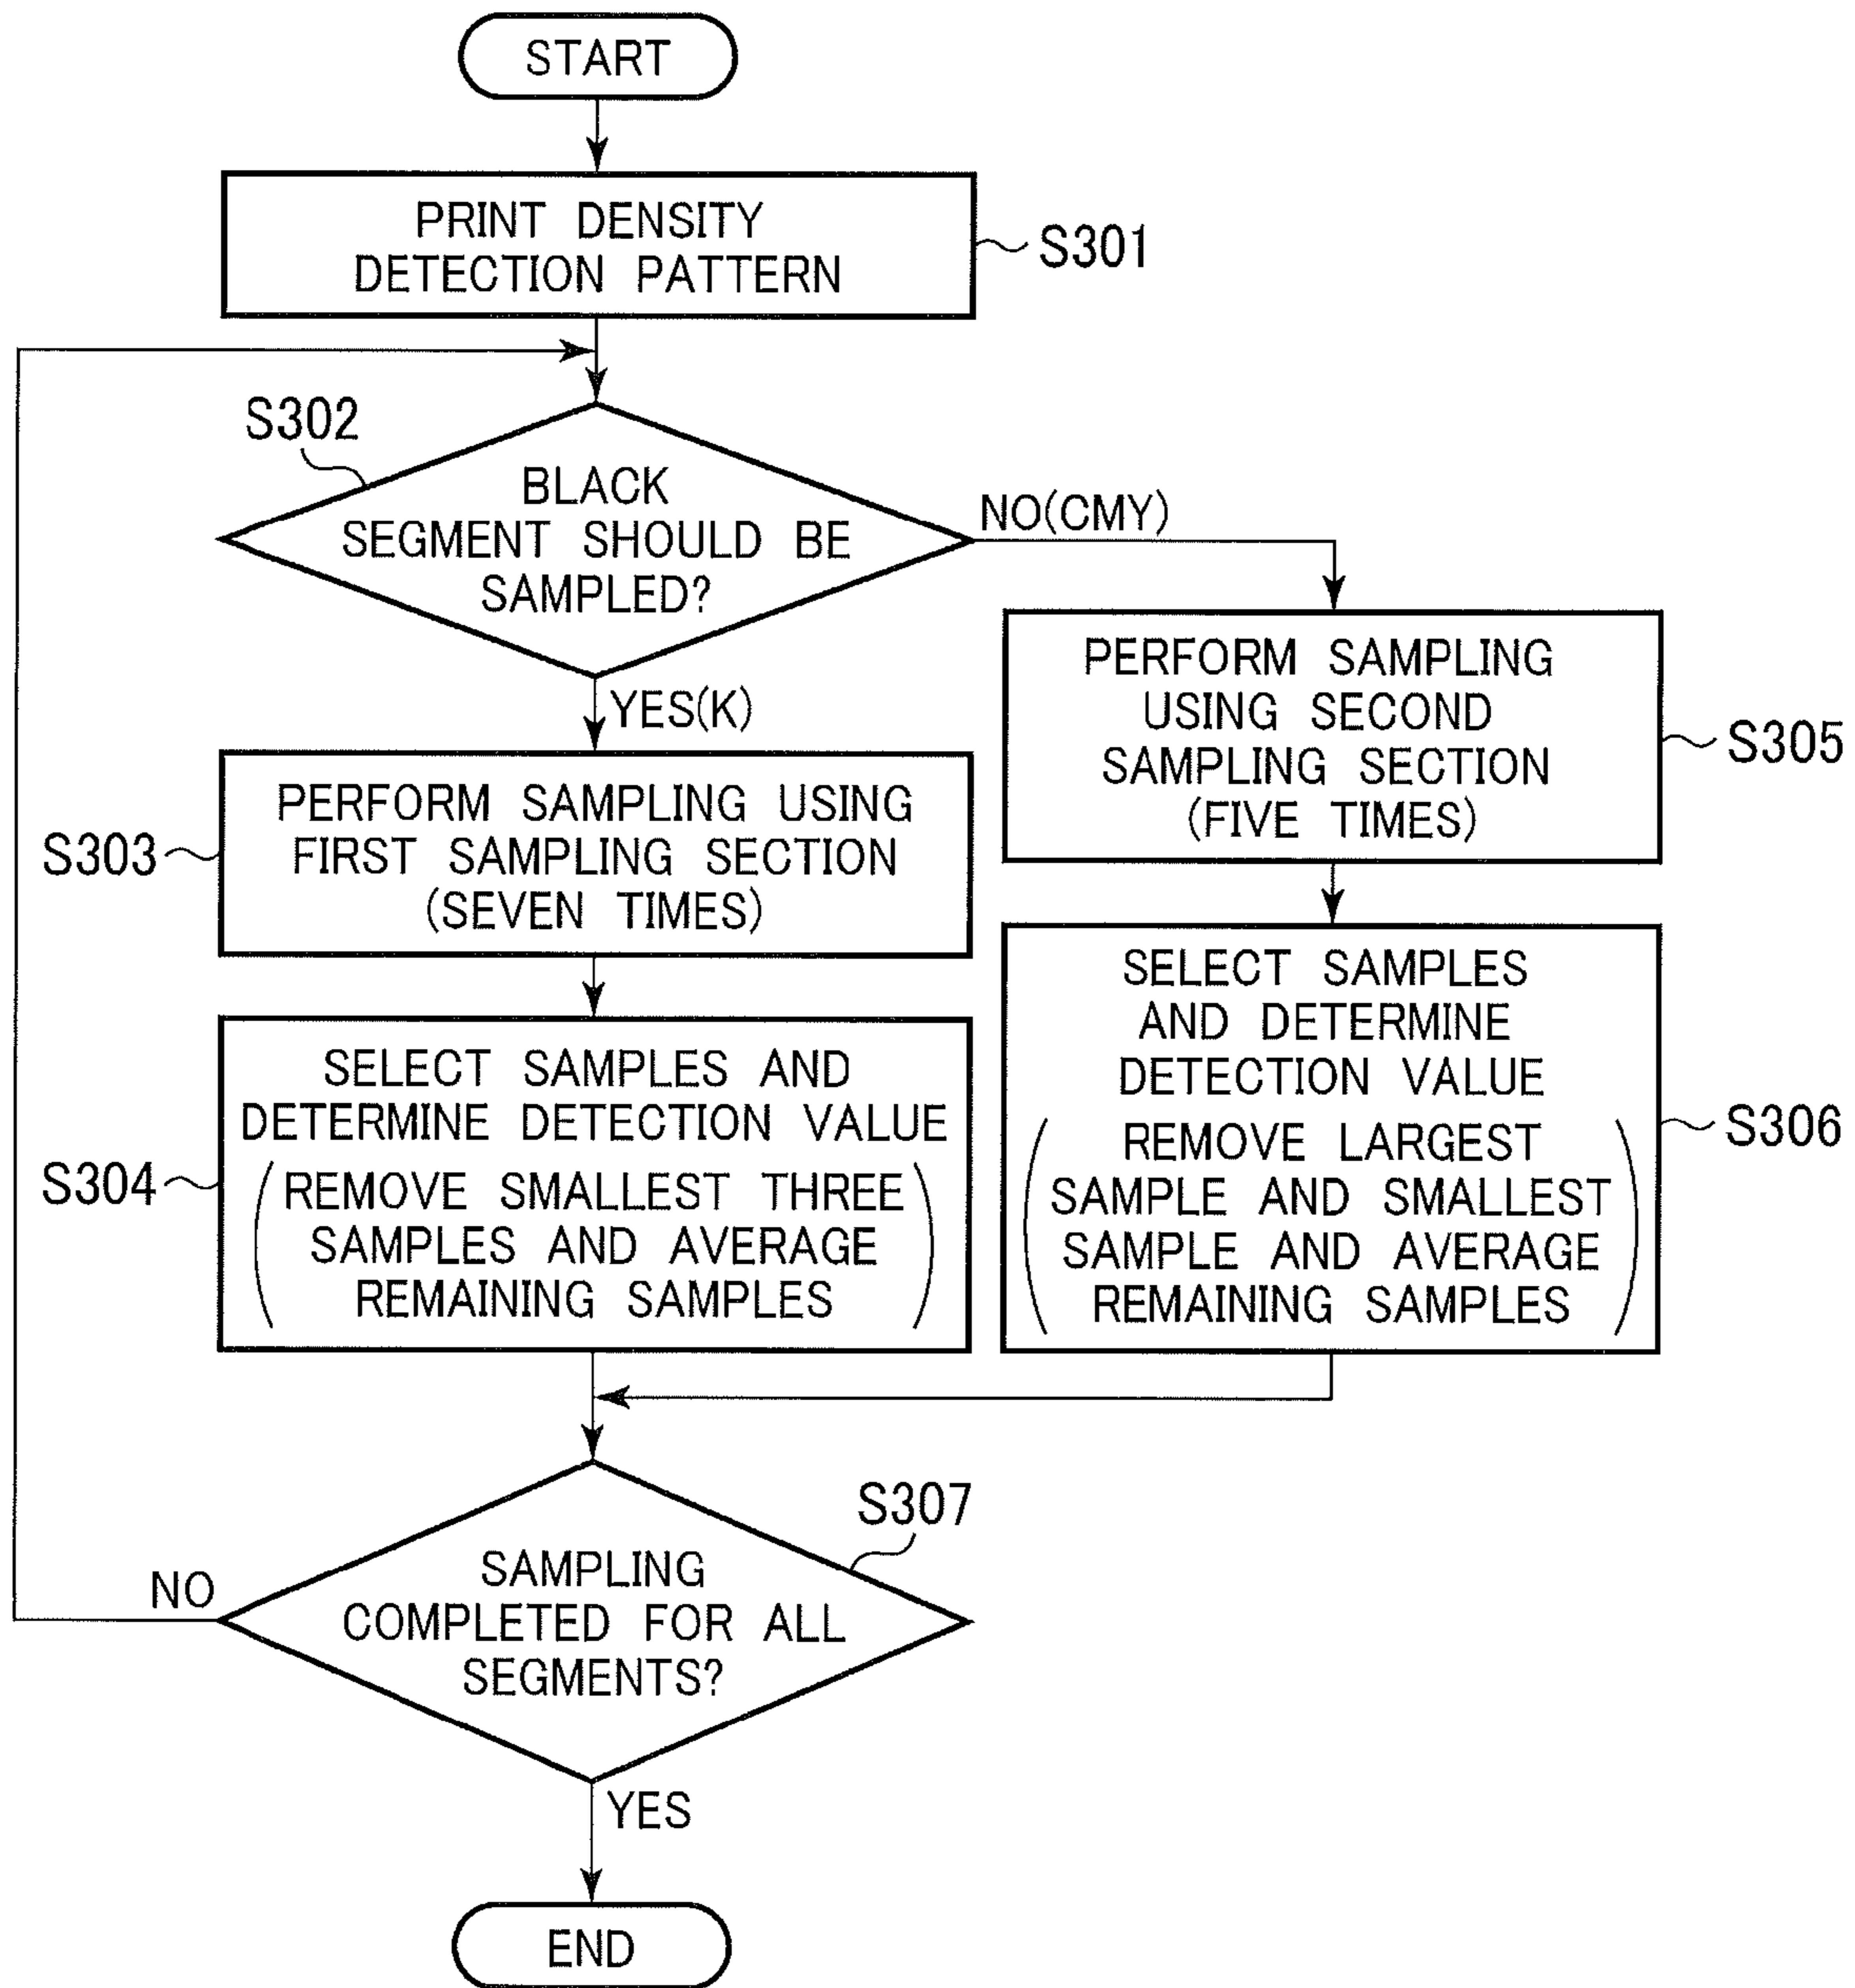 START
PRINT DENSITY
DETECTION PATTERN
S301
S302
BLACK
SEGMENT SHOULD BE
SAMPLED?
NO(CMY)
YES(K)
PERFORM SAMPLING USING
FIRST SAMPLING SECTION
(SEVEN TIMES)
S303
PERFORM SAMPLING
USING SECOND
SAMPLING SECTION
(FIVE TIMES)
S305
SELECT SAMPLES AND
DETERMINE DETECTION VALUE
(REMOVE SMALLEST THREE
SAMPLES AND AVERAGE
REMAINING SAMPLES)
S304
SELECT SAMPLES
AND DETERMINE
DETECTION VALUE
(REMOVE LARGEST
SAMPLE AND SMALLEST
SAMPLE AND AVERAGE
REMAINING SAMPLES)
S306
S307
SAMPLING
COMPLETED FOR ALL
SEGMENTS?
NO
YES
END